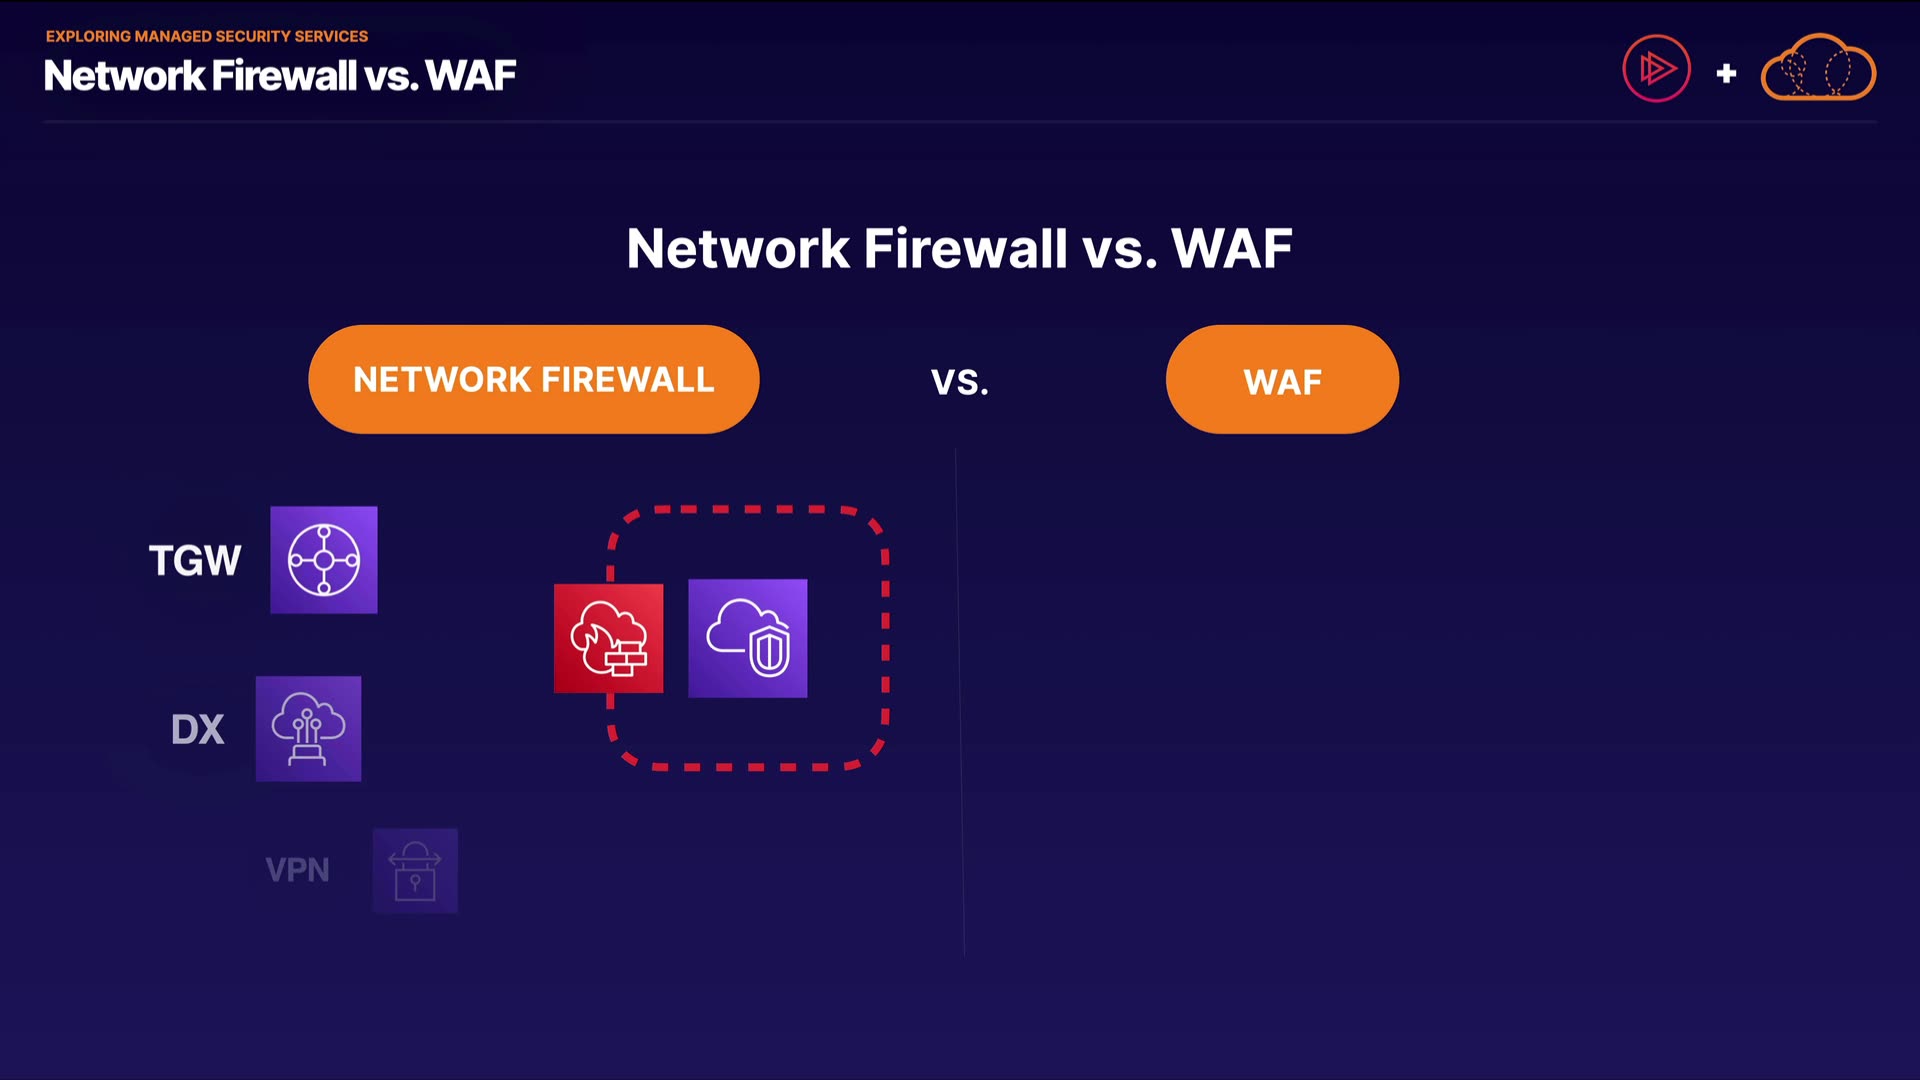 EXPLORING MANAGED SECURITY SERVICES
Network Firewall vs. WAF
Network Firewall vs. WAF
NETWORK FIREWALL
VS.
WAF
TGW
DX
VPN